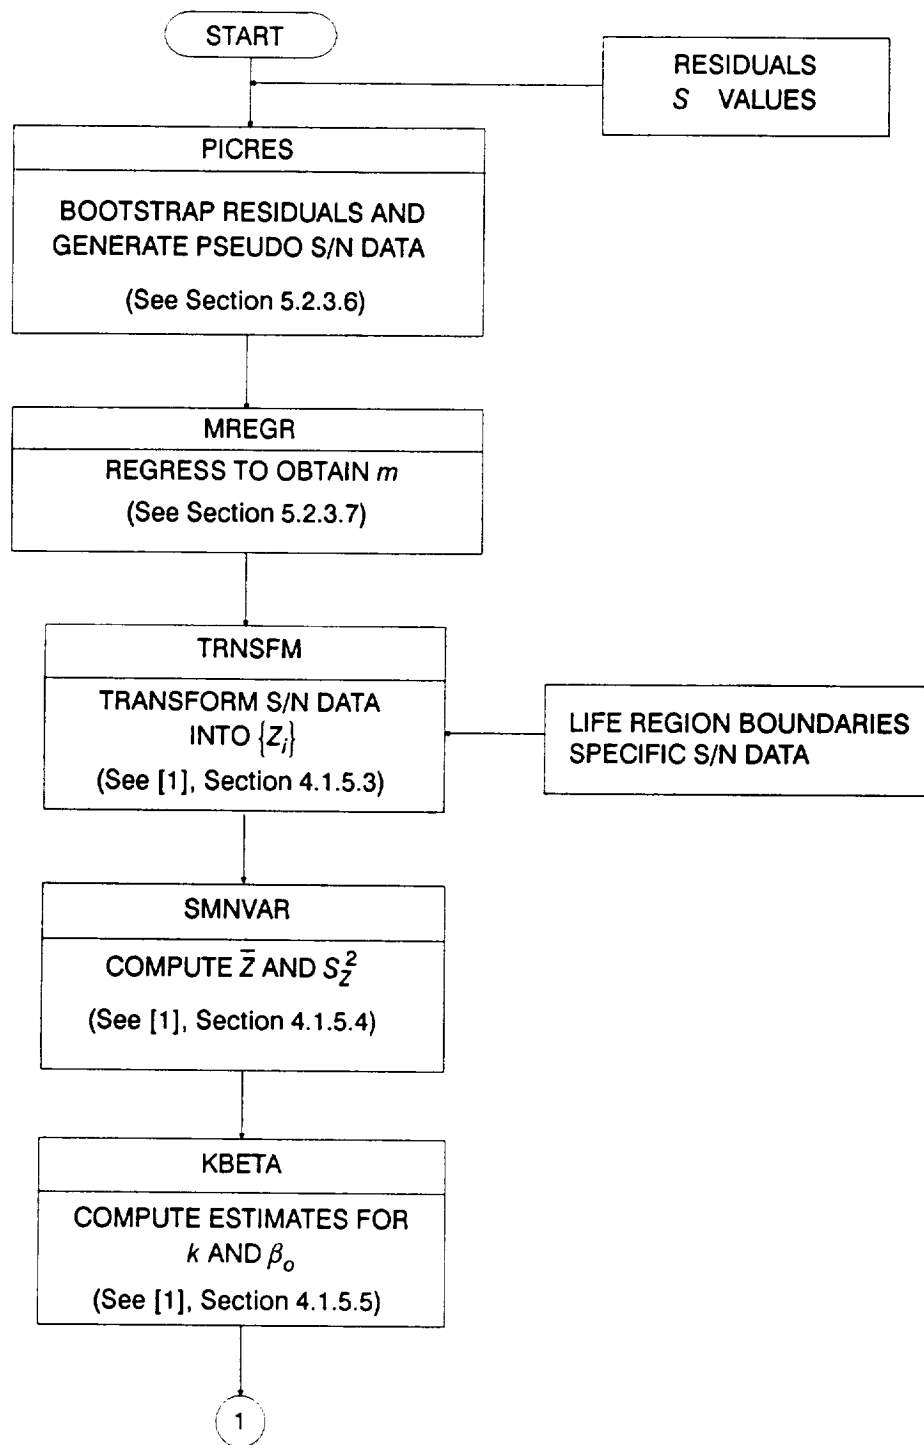 START
RESIDUALS
S VALUES
PICRES
BOOTSTRAP RESIDUALS AND
GENERATE PSEUDO S/N DATA
(See Section 5.2.3.6)
MREGR
REGRESS TO OBTAIN m
(See Section 5.2.3.7)
TRNSFM
TRANSFORM S/N DATA
INTO {Z_i}
(See [1], Section 4.1.5.3)
LIFE REGION BOUNDARIES
SPECIFIC S/N DATA
SMNVAR
COMPUTE Z̅ AND S_Z^2
(See [1], Section 4.1.5.4)
KBETA
COMPUTE ESTIMATES FOR
k AND β_o
(See [1], Section 4.1.5.5)
1